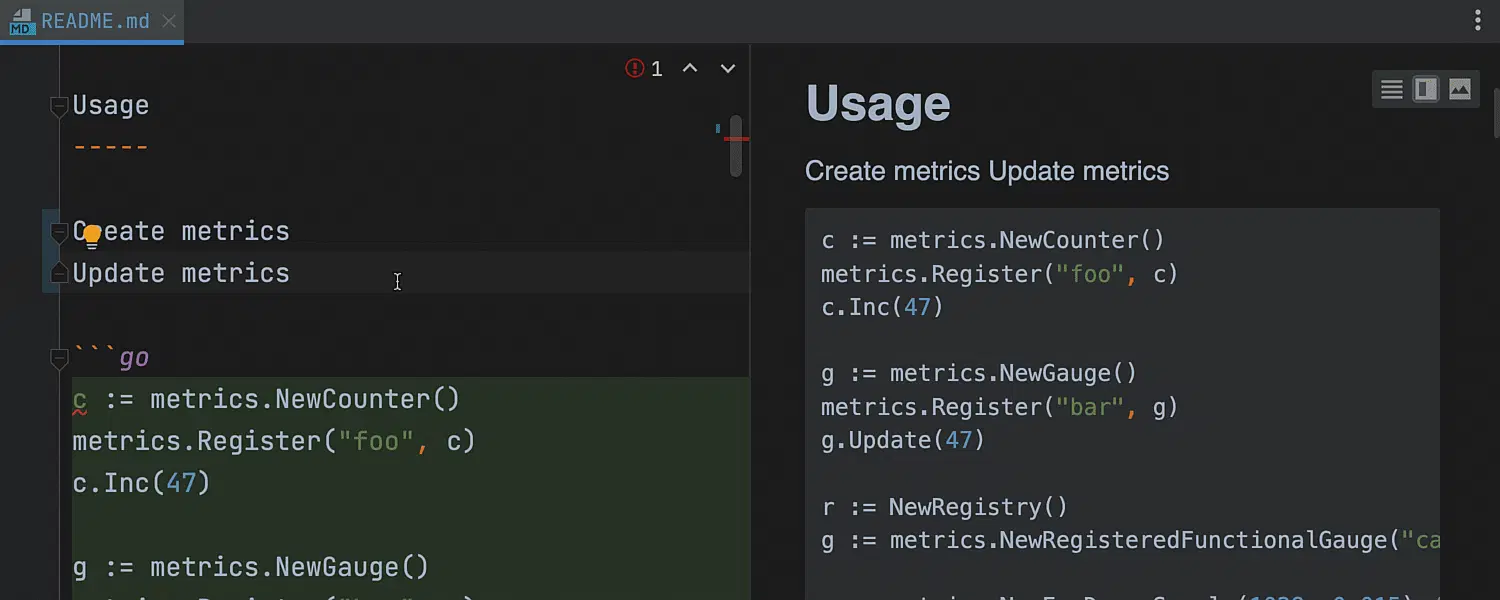 MD README.md
1
Usage
-----
Create metrics
Update metrics
```go
c := metrics.NewCounter()
metrics.Register("foo", c)
c.Inc(47)
g := metrics.NewGauge()
Usage
Create metrics Update metrics
c := metrics.NewCounter()
metrics.Register("foo", c)
c.Inc(47)
g := metrics.NewGauge()
metrics.Register("bar", g)
g.Update(47)
r := NewRegistry()
g := metrics.NewRegisteredFunctionalGauge("ca